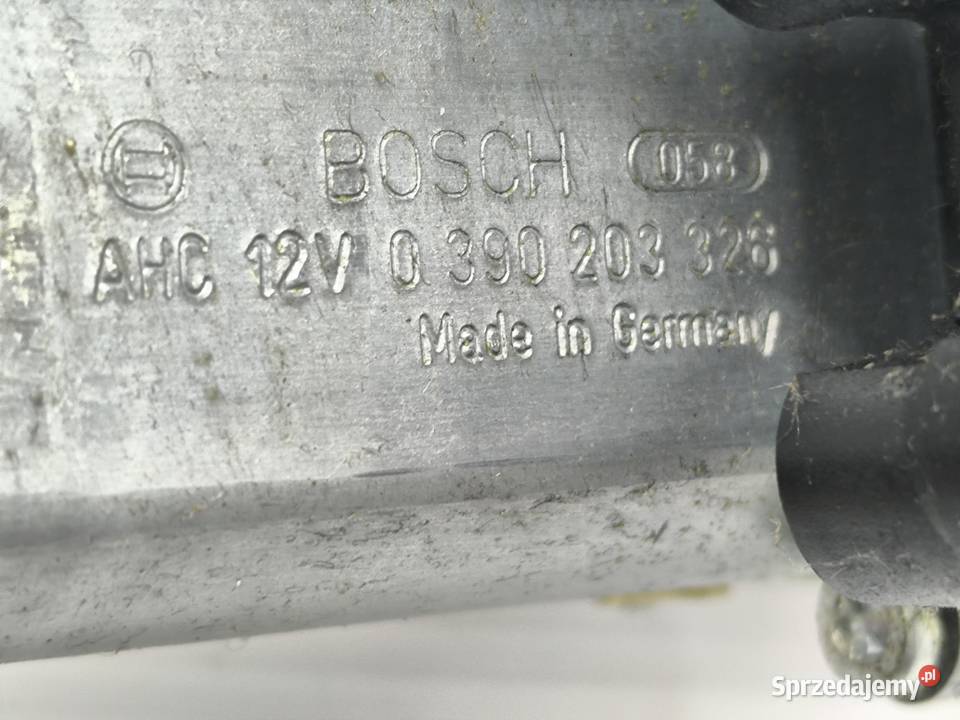 BOSCH 058
AHC 12V 0 390 203 326
Made in Germany
Sprzedajemy.pl